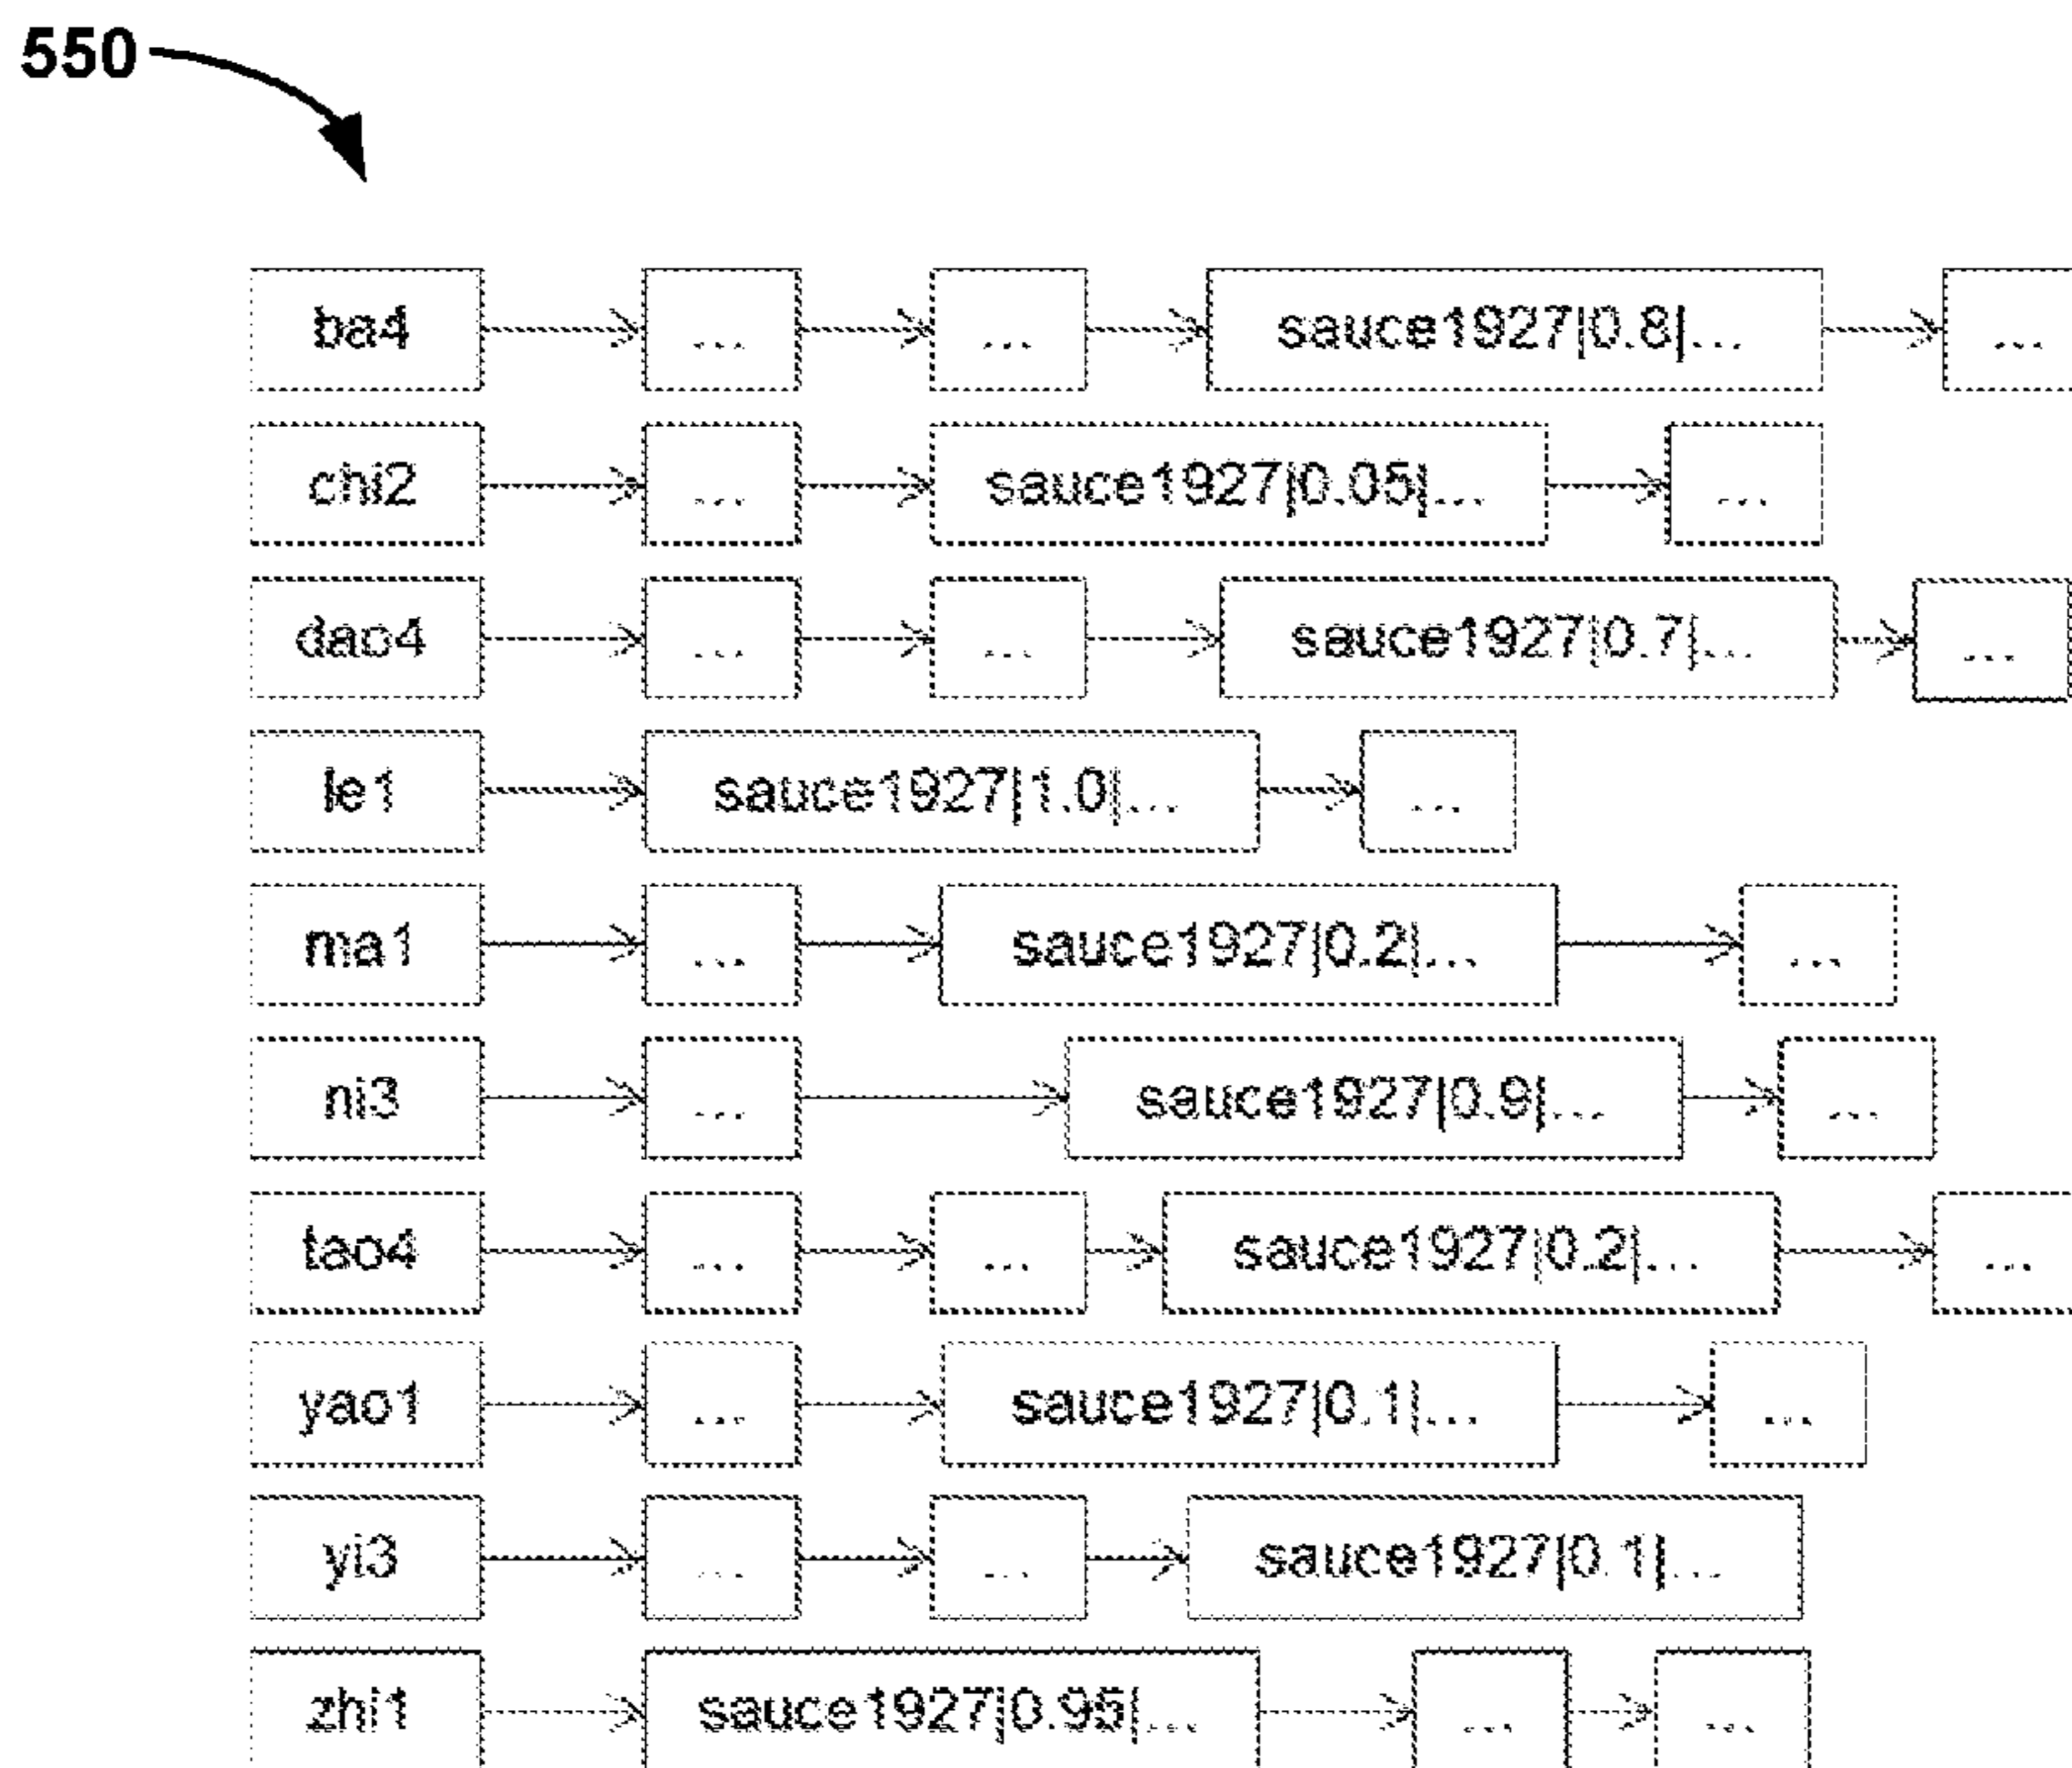 550
ba4 ... ... sauce1927|0.8|... ...
chi2 ... sauce1927|0.05|... ...
dao4 ... ... sauce1927|0.7|... ...
le1 sauce1927|1.0|... ...
ma1 ... sauce1927|0.2|... ...
ni3 ... sauce1927|0.9|... ...
tao4 ... ... sauce1927|0.2|... ...
yao1 ... sauce1927|0.1|... ...
yi3 ... ... sauce1927|0.1|...
zhi1 sauce1927|0.95|... ... ...